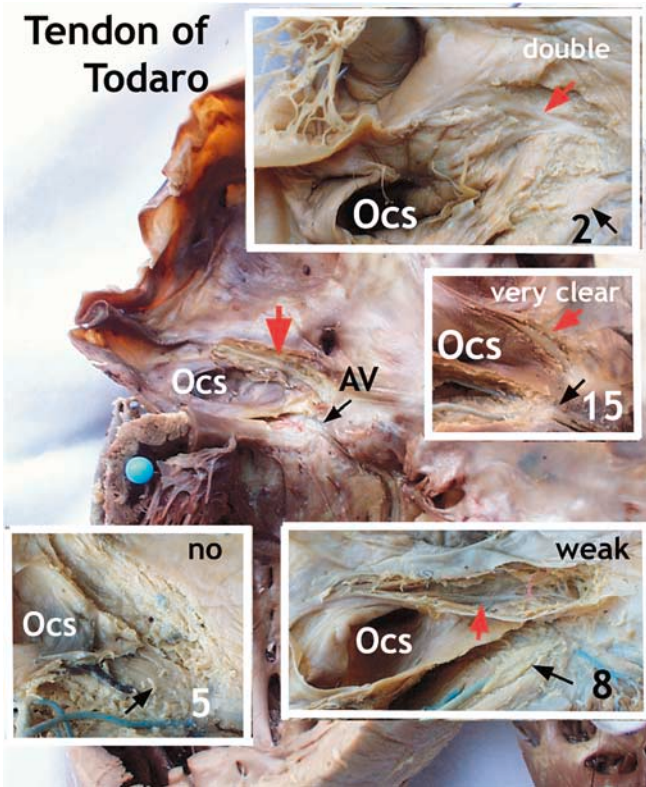 Tendon of
Todaro
double
Ocs
2
very clear
Ocs
15
Ocs
AV
no
Ocs
5
weak
Ocs
8